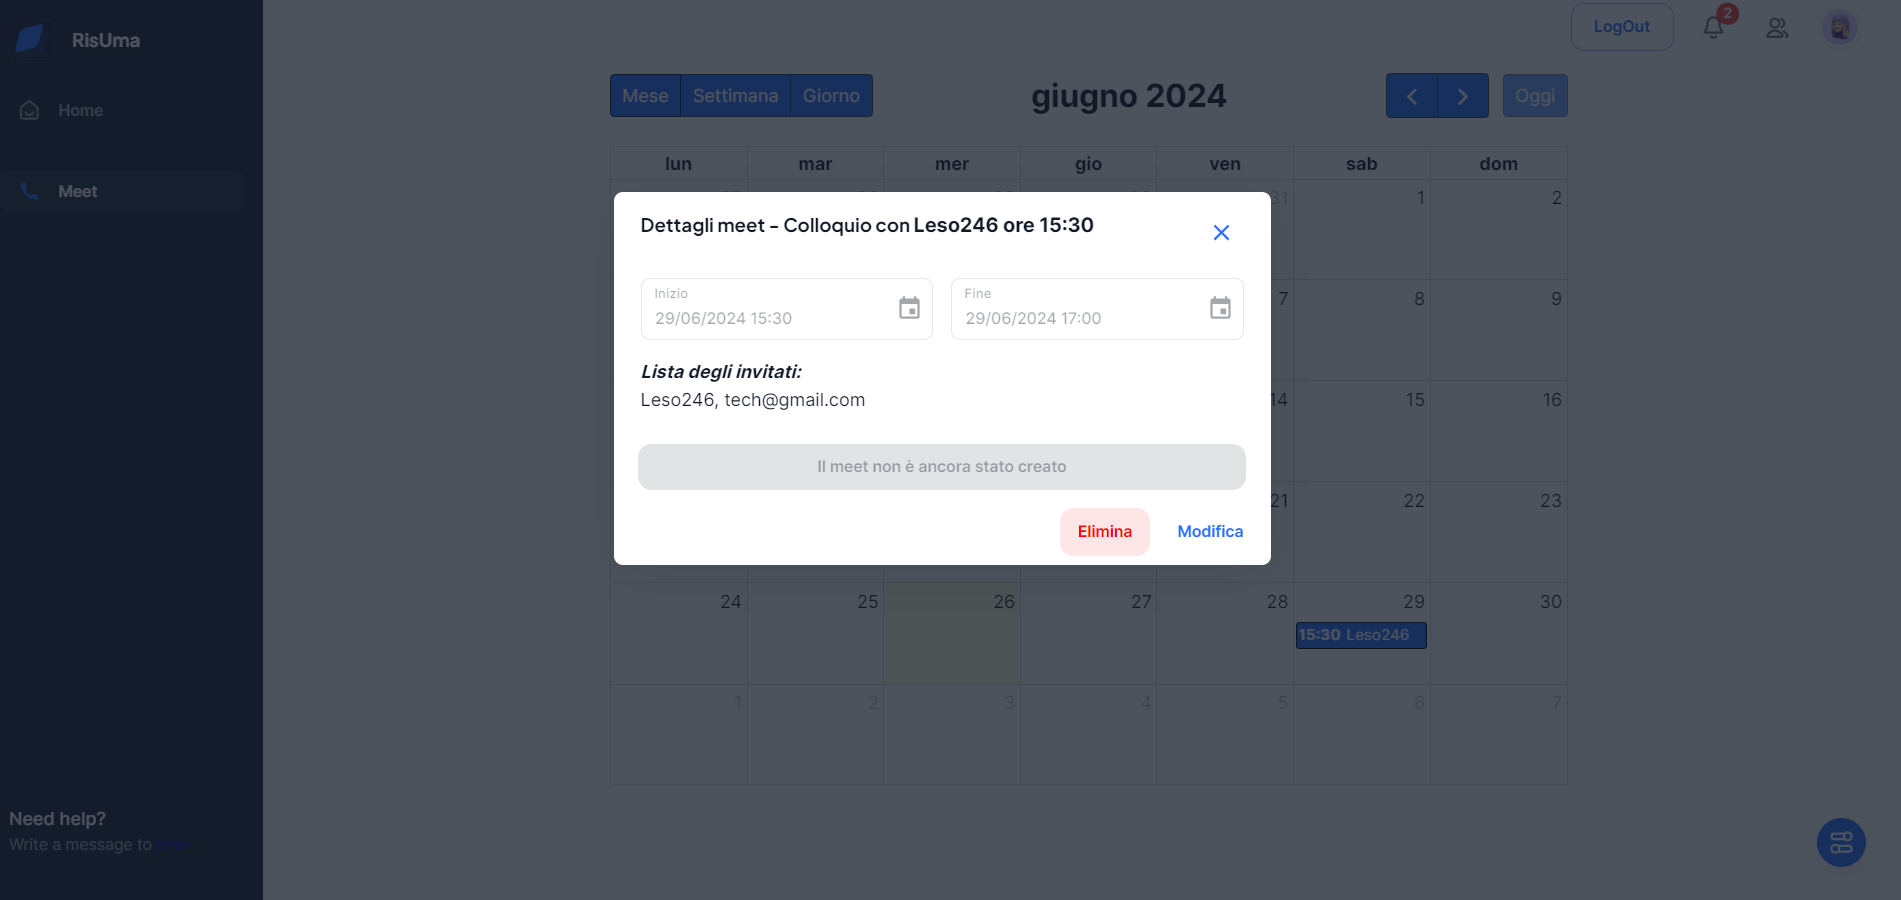 RisUma
LogOut
2
Home
Meet
Mese Settimana Giorno
giugno 2024
Oggi
lun mar mer gio ven sab dom
31 1 2
Dettagli meet - Colloquio con Leso246 ore 15:30
Inizio
29/06/2024 15:30
Fine
29/06/2024 17:00
7 8 9
Lista degli invitati:
Leso246, tech@gmail.com
14 15 16
Il meet non è ancora stato creato
21 22 23
Elimina Modifica
24 25 26 27 28 29 30
15:30 Leso246
1 2 3 4 5 6 7
Need help?
Write a message to